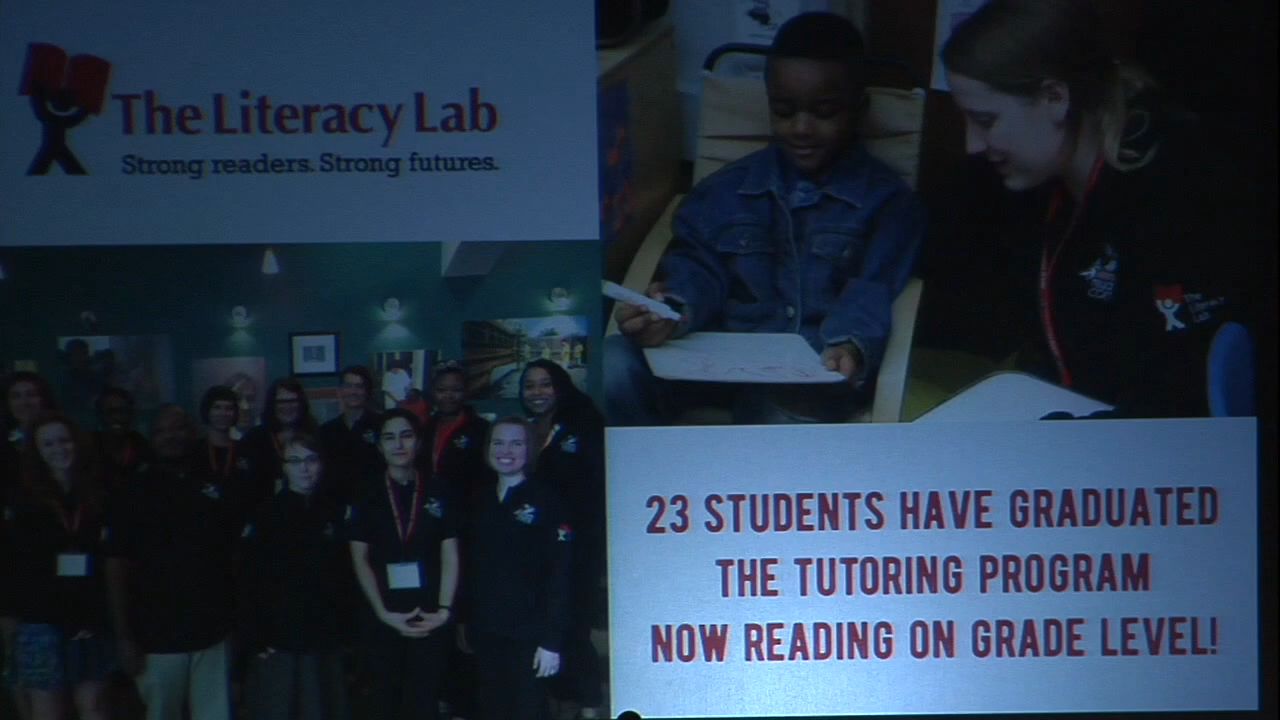 The Literacy Lab
Strong readers. Strong futures.
23 STUDENTS HAVE GRADUATED
THE TUTORING PROGRAM
NOW READING ON GRADE LEVEL!